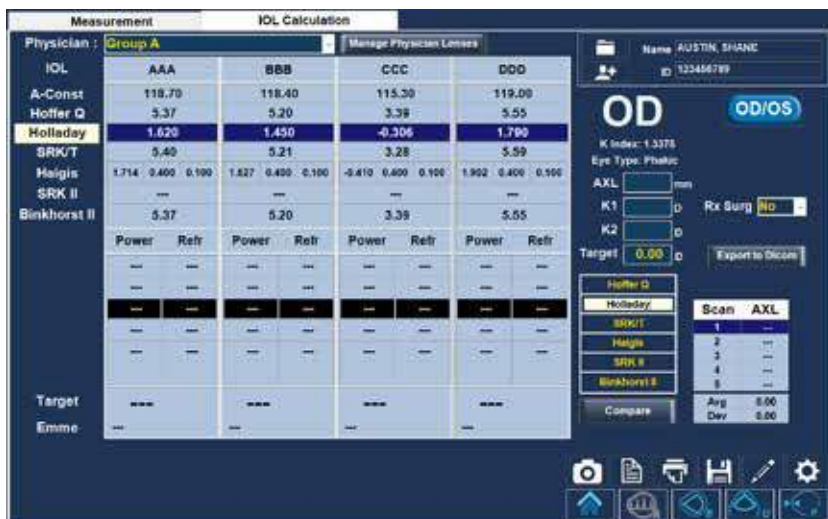 Measurement IOL Calculation
Physician : Group A Manage Physician Lenses
IOL AAA BBB CCC DDD
A-Const 118.70 118.40 115.30 119.00
Hoffer Q 5.37 5.20 3.39 5.55
Holladay 1.620 1.450 -0.306 1.790
SRK/T 5.40 5.21 3.28 5.59
Haigis 1.714 0.400 0.100 1.527 0.400 0.100 -0.410 0.400 0.100 1.902 0.400 0.100
SRK II --- --- --- ---
Binkhorst II 5.37 5.20 3.39 5.55
Power Refr Power Refr Power Refr Power Refr
--- --- --- --- --- --- --- ---
--- --- --- --- --- --- --- ---
--- --- --- --- --- --- --- ---
--- --- --- --- --- --- --- ---
--- --- --- --- --- --- --- ---
Target --- --- --- ---
Emme --- --- --- ---
Name AUSTIN, SHANE
ID 123456789
OD OD/OS
K Index: 1.3375
Eye Type: Phakic
AXL mm
K1 D Rx Surg No
K2 D
Target 0.00 D Export to Dicom
Hoffer Q
Holladay
SRK/T
Haigis
SRK II
Binkhorst II
Compare
Scan AXL
1 ---
2 ---
3 ---
4 ---
5 ---
Avg 0.00
Dev 0.00